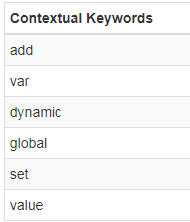 Contextual Keywords
add
var
dynamic
global
set
value